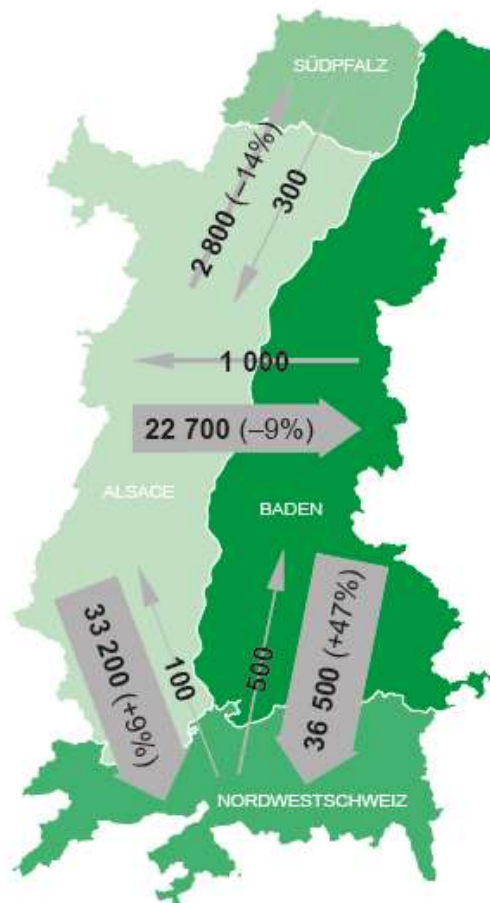 SÜDPFALZ
2 800 (–14%)
300
1 000
22 700 (–9%)
ALSACE
BADEN
33 200 (+9%)
100
500
36 500 (+47%)
NORDWESTSCHWEIZ